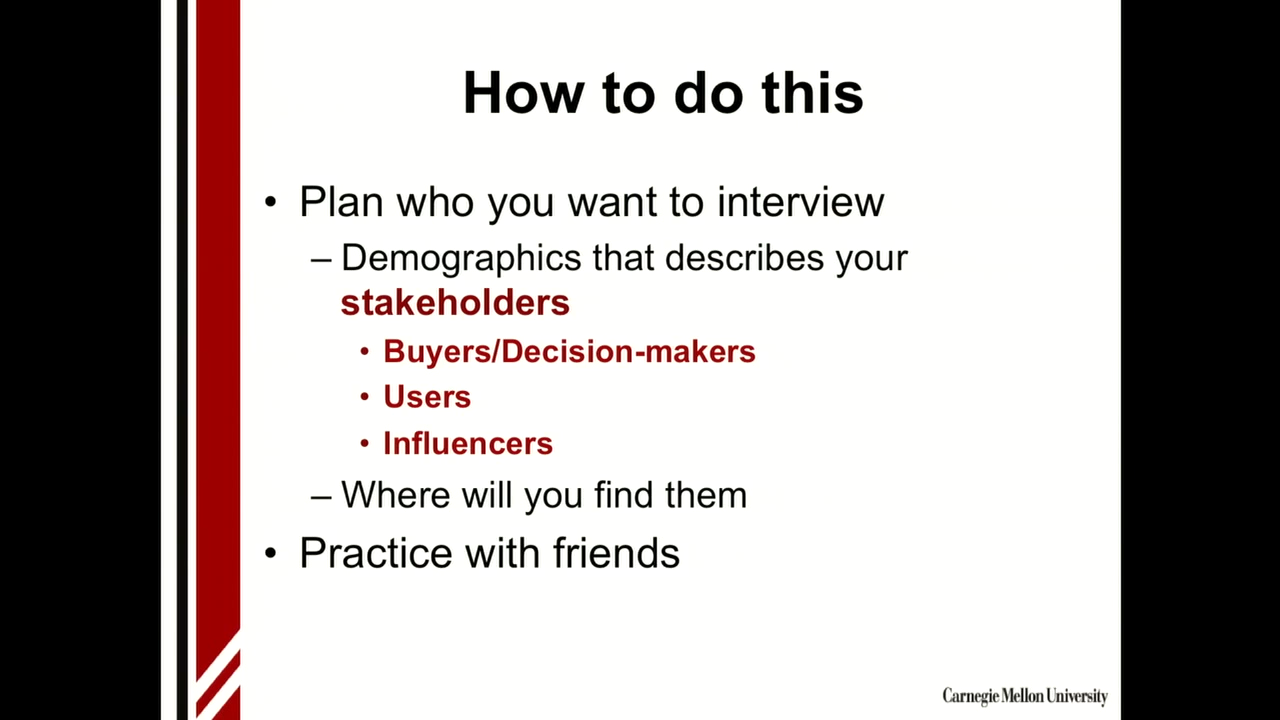 How to do this
• Plan who you want to interview
– Demographics that describes your
stakeholders
• Buyers/Decision-makers
• Users
• Influencers
– Where will you find them
• Practice with friends
Carnegie Mellon University